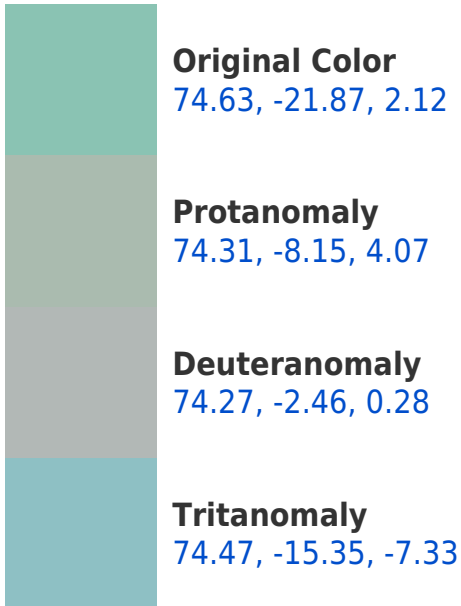 Original Color
74.63, -21.87, 2.12
Protanomaly
74.31, -8.15, 4.07
Deuteranomaly
74.27, -2.46, 0.28
Tritanomaly
74.47, -15.35, -7.33